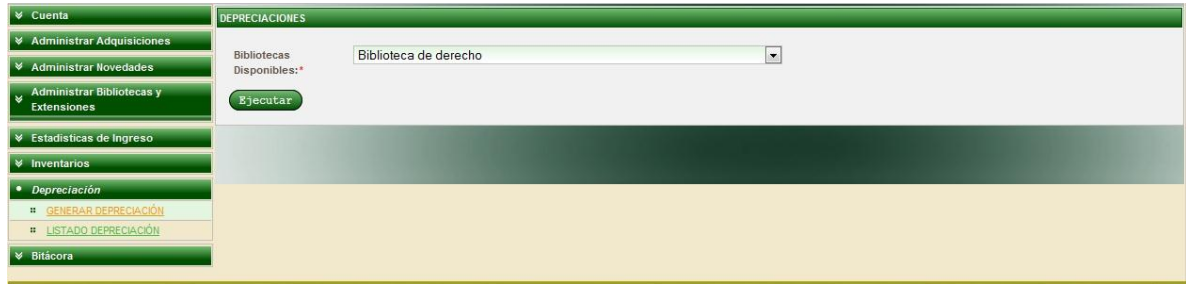 Cuenta
Administrar Adquisiciones
Administrar Novedades
Administrar Bibliotecas y
Extensiones
Estadisticas de Ingreso
Inventarios
Depreciación
GENERAR DEPRECIACIÓN
LISTADO DEPRECIACIÓN
Bitácora
DEPRECIACIONES
Bibliotecas
Disponibles:*
Biblioteca de derecho
Ejecutar